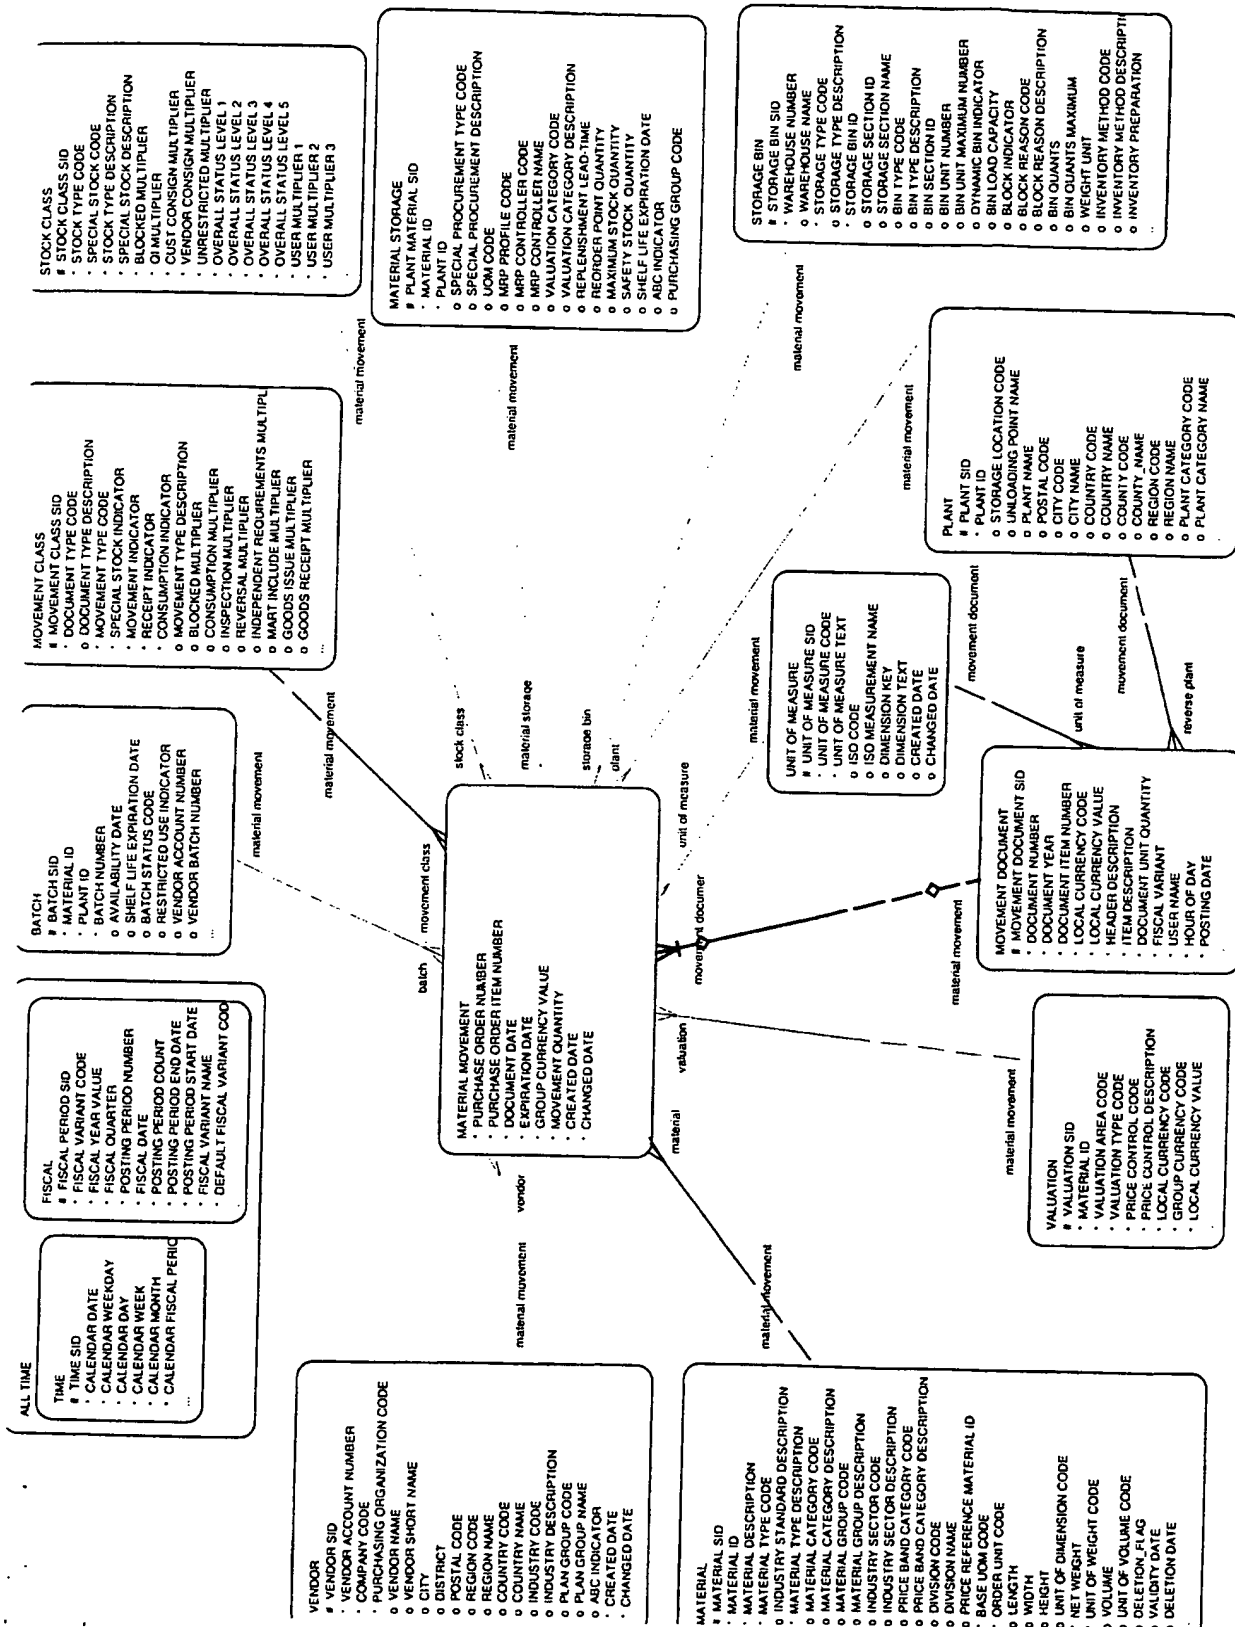 ALL TIME
TIME
# TIME SID
· CALENDAR DATE
· CALENDAR WEEKDAY
· CALENDAR DAY
· CALENDAR WEEK
· CALENDAR MONTH
· CALENDAR FISCAL PERIC
...
FISCAL
# FISCAL PERIOD SID
· FISCAL VARIANT CODE
· FISCAL YEAR VALUE
· FISCAL QUARTER
· POSTING PERIOD NUMBER
· FISCAL DATE
· POSTING PERIOD COUNT
· POSTING PERIOD END DATE
· POSTING PERIOD START DATE
· FISCAL VARIANT NAME
· DEFAULT FISCAL VARIANT COD
BATCH
# BATCH SID
· MATERIAL ID
· PLANT ID
· BATCH NUMBER
o AVAILABILITY DATE
o SHELF LIFE EXPIRATION DATE
o BATCH STATUS CODE
o RESTRICTED USE INDICATOR
o VENDOR ACCOUNT NUMBER
o VENDOR BATCH NUMBER
...
MOVEMENT CLASS
# MOVEMENT CLASS SID
· DOCUMENT TYPE CODE
o DOCUMENT TYPE DESCRIPTION
· MOVEMENT TYPE CODE
· SPECIAL STOCK INDICATOR
· MOVEMENT INDICATOR
· RECEIPT INDICATOR
· CONSUMPTION INDICATOR
o MOVEMENT TYPE DESCRIPTION
o BLOCKED MULTIPLIER
o CONSUMPTION MULTIPLIER
o INSPECTION MULTIPLIER
o REVERSAL MULTIPLIER
o INDEPENDENT REQUIREMENTS MULTIPL
o MART INCLUDE MULTIPLIER
o GOODS ISSUE MULTIPLIER
o GOODS RECEIPT MULTIPLIER
...
STOCK CLASS
# STOCK CLASS SID
· STOCK TYPE CODE
· SPECIAL STOCK CODE
· STOCK TYPE DESCRIPTION
· SPECIAL STOCK DESCRIPTION
· BLOCKED MULTIPLIER
· QI MULTIPLIER
· CUST CONSIGN MULTIPLIER
· VENDOR CONSIGN MULTIPLIER
· UNRESTRICTED MULTIPLIER
· OVERALL STATUS LEVEL 1
· OVERALL STATUS LEVEL 2
· OVERALL STATUS LEVEL 3
· OVERALL STATUS LEVEL 4
· OVERALL STATUS LEVEL 5
· USER MULTIPLIER 1
· USER MULTIPLIER 2
· USER MULTIPLIER 3
material movement
material movement
material movement
VENDOR
# VENDOR SID
· VENDOR ACCOUNT NUMBER
· COMPANY CODE
· PURCHASING ORGANIZATION CODE
o VENDOR NAME
o VENDOR SHORT NAME
o CITY
o DISTRICT
o POSTAL CODE
o REGION CODE
o REGION NAME
o COUNTRY CODE
o COUNTRY NAME
o INDUSTRY CODE
o INDUSTRY DESCRIPTION
o PLAN GROUP CODE
o PLAN GROUP NAME
o ABC INDICATOR
· CREATED DATE
· CHANGED DATE
material movement
vendor
batch
movement class
stock class
MATERIAL MOVEMENT
· PURCHASE ORDER NUMBER
· PURCHASE ORDER ITEM NUMBER
· DOCUMENT DATE
· EXPIRATION DATE
· GROUP CURRENCY VALUE
· MOVEMENT QUANTITY
· CREATED DATE
· CHANGED DATE
material storage
material movement
MATERIAL STORAGE
# PLANT MATERIAL SID
· MATERIAL ID
· PLANT ID
o SPECIAL PROCUREMENT TYPE CODE
o SPECIAL PROCUREMENT DESCRIPTION
o UOM CODE
o MRP PROFILE CODE
o MRP CONTROLLER CODE
o MRP CONTROLLER NAME
o VALUATION CATEGORY CODE
o VALUATION CATEGORY DESCRIPTION
o REPLENISHMENT LEAD-TIME
o REORDER POINT QUANTITY
o MAXIMUM STOCK QUANTITY
o SAFETY STOCK QUANTITY
o SHELF LIFE EXPIRATION DATE
o ABC INDICATOR
o PURCHASING GROUP CODE
storage bin
plant
unit of measure
movement documer
valuation
material
material movement
material movement
material movement
MATERIAL
# MATERIAL SID
· MATERIAL ID
· MATERIAL DESCRIPTION
· MATERIAL TYPE CODE
o INDUSTRY STANDARD DESCRIPTION
· MATERIAL TYPE DESCRIPTION
o MATERIAL CATEGORY CODE
o MATERIAL CATEGORY DESCRIPTION
o MATERIAL GROUP CODE
o MATERIAL GROUP DESCRIPTION
o INDUSTRY SECTOR CODE
o INDUSTRY SECTOR DESCRIPTION
o PRICE BAND CATEGORY CODE
o PRICE BAND CATEGORY DESCRIPTION
o DIVISION CODE
o DIVISION NAME
o PRICE REFERENCE MATERIAL ID
· BASE UOM CODE
· ORDER UNIT CODE
o LENGTH
o WIDTH
o HEIGHT
o UNIT OF DIMENSION CODE
· NET WEIGHT
· UNIT OF WEIGHT CODE
o VOLUME
o UNIT OF VOLUME CODE
o DELETION_FLAG
o VALIDITY DATE
o DELETION DATE
material movement
material movement
VALUATION
# VALUATION SID
· MATERIAL ID
· VALUATION AREA CODE
· VALUATION TYPE CODE
· PRICE CONTROL CODE
· PRICE CONTROL DESCRIPTION
· LOCAL CURRENCY CODE
· GROUP CURRENCY CODE
· LOCAL CURRENCY VALUE
material movement
MOVEMENT DOCUMENT
# MOVEMENT DOCUMENT SID
· DOCUMENT NUMBER
· DOCUMENT YEAR
· DOCUMENT ITEM NUMBER
· LOCAL CURRENCY CODE
· LOCAL CURRENCY VALUE
· HEADER DESCRIPTION
· ITEM DESCRIPTION
· DOCUMENT UNIT QUANTITY
· FISCAL VARIANT
· USER NAME
· HOUR OF DAY
· POSTING DATE
UNIT OF MEASURE
# UNIT OF MEASURE SID
· UNIT OF MEASURE CODE
· UNIT OF MEASURE TEXT
o ISO CODE
o ISO MEASUREMENT NAME
o DIMENSION KEY
o DIMENSION TEXT
o CREATED DATE
o CHANGED DATE
movement document
unit of measure
movement document
reverse plant
PLANT
# PLANT SID
· PLANT ID
o STORAGE LOCATION CODE
o UNLOADING POINT NAME
o PLANT NAME
o POSTAL CODE
o CITY CODE
o CITY NAME
o COUNTRY CODE
o COUNTRY NAME
o COUNTY CODE
o COUNTY_NAME
o REGION CODE
o REGION NAME
o PLANT CATEGORY CODE
o PLANT CATEGORY NAME
STORAGE BIN
# STORAGE BIN SID
· WAREHOUSE NUMBER
o WAREHOUSE NAME
· STORAGE TYPE CODE
o STORAGE TYPE DESCRIPTION
· STORAGE BIN ID
o STORAGE SECTION ID
o STORAGE SECTION NAME
o BIN TYPE CODE
o BIN TYPE DESCRIPTION
o BIN SECTION ID
o BIN UNIT NUMBER
o BIN UNIT MAXIMUM NUMBER
o DYNAMIC BIN INDICATOR
o BIN LOAD CAPACITY
o BLOCK INDICATOR
o BLOCK REASON CODE
o BLOCK REASON DESCRIPTION
o BIN QUANTS
o BIN QUANTS MAXIMUM
o WEIGHT UNIT
o INVENTORY METHOD CODE
o INVENTORY METHOD DESCRIPTI
o INVENTORY PREPARATION
...